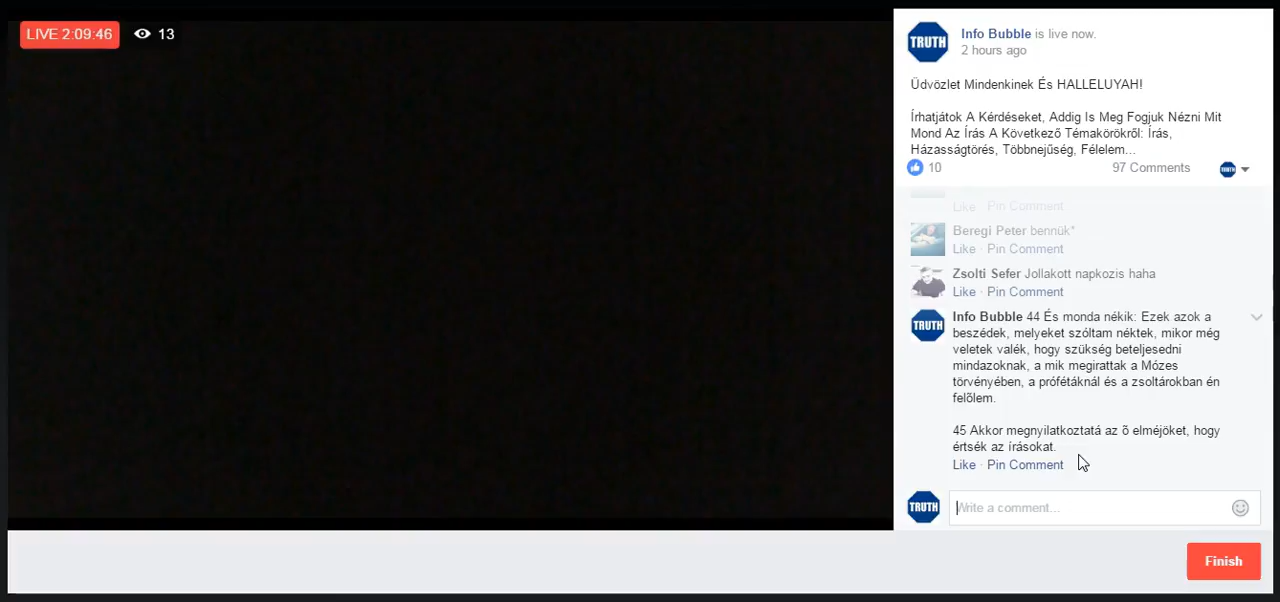 LIVE 2:09:46
13
TRUTH
Info Bubble is live now.
2 hours ago
Üdvözlet Mindenkinek És HALLELUYAH!
Írhatjátok A Kérdéseket, Addig Is Meg Fogjuk Nézni Mit
Mond Az Írás A Következő Témakörökről: Írás,
Házasságtörés, Többnejűség, Félelem...
10
97 Comments
TRUTH
Like · Pin Comment
Beregi Peter bennük*
Like · Pin Comment
Zsolti Sefer Jollakott napkozis haha
Like · Pin Comment
TRUTH
Info Bubble 44 És monda nékik: Ezek azok a
beszédek, melyeket szóltam néktek, mikor még
veletek valék, hogy szükség beteljesedni
mindazoknak, a mik megirattak a Mózes
törvényében, a prófétáknál és a zsoltárokban én
felõlem.
45 Akkor megnyilatkoztatá az õ elméjöket, hogy
értsék az írásokat.
Like · Pin Comment
TRUTH
Write a comment...
Finish